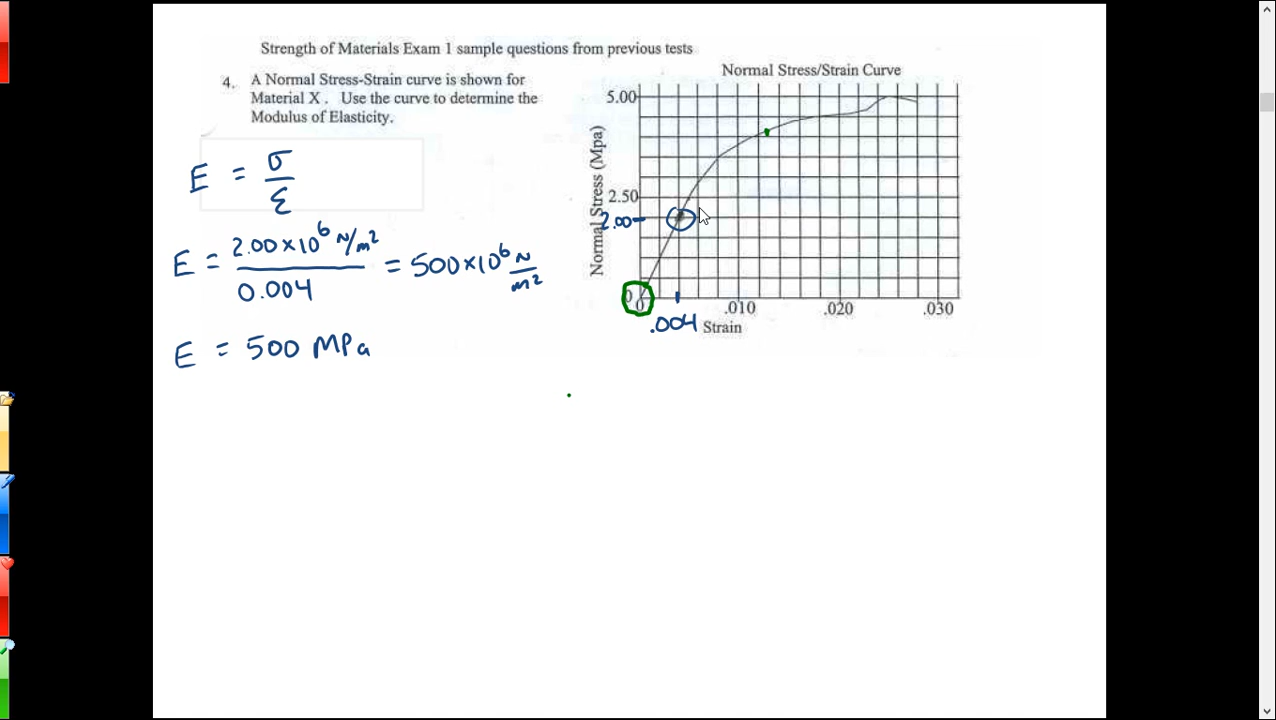 Strength of Materials Exam 1 sample questions from previous tests
4. A Normal Stress-Strain curve is shown for
Material X . Use the curve to determine the
Modulus of Elasticity.
E = σ/ε
E = 2.00×10⁶ N/m² / 0.004 = 500×10⁶ N/m²
E = 500 MPa
Normal Stress/Strain Curve
Normal Stress (Mpa)
5.00
2.50
2.00
0
0 .010 .020 .030
.004 Strain